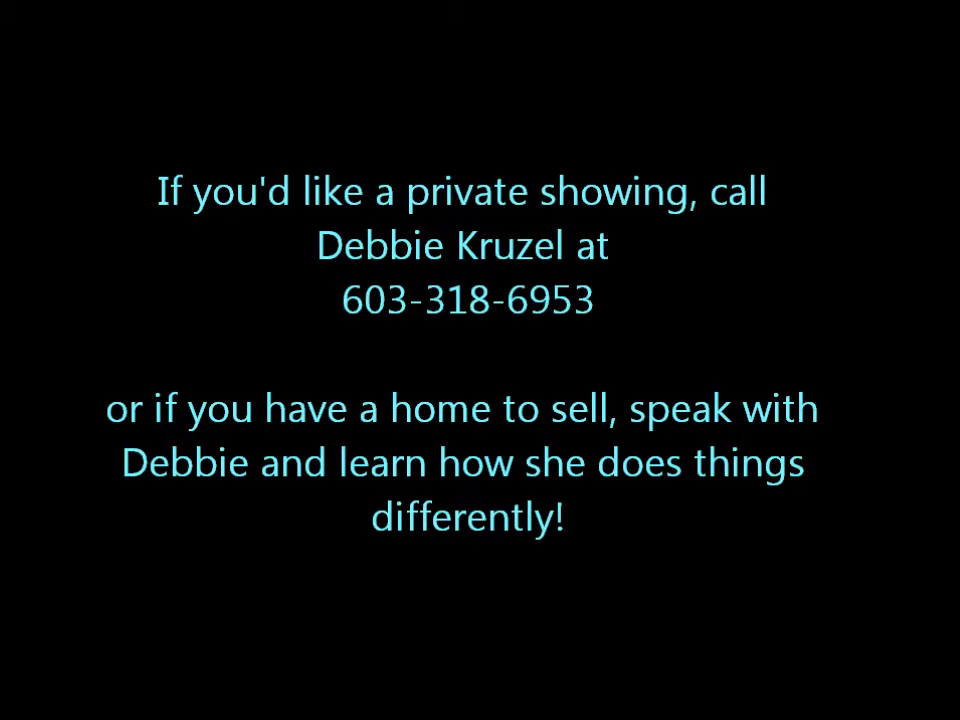 If you'd like a private showing, call
Debbie Kruzel at
603-318-6953
or if you have a home to sell, speak with
Debbie and learn how she does things
differently!